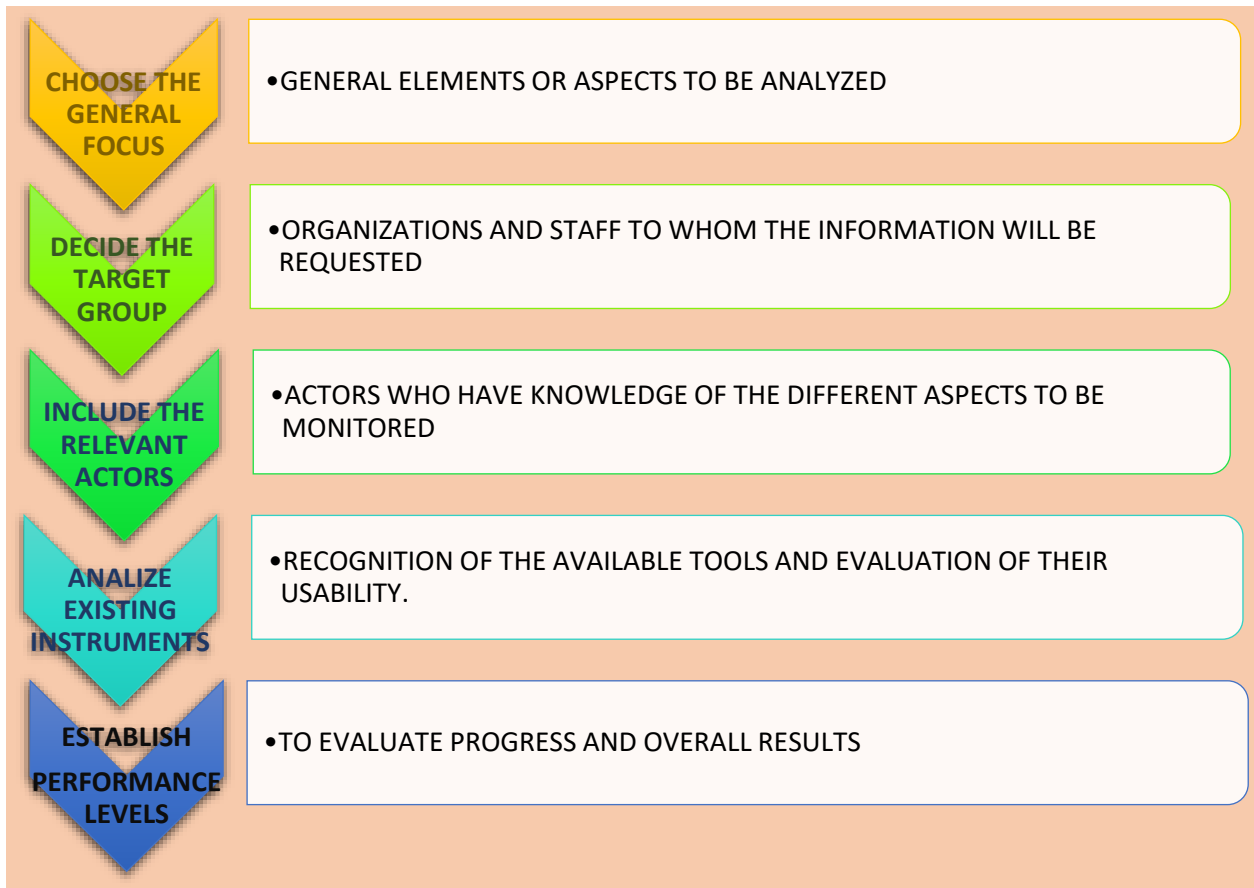 CHOOSE THE
GENERAL
FOCUS
•GENERAL ELEMENTS OR ASPECTS TO BE ANALYZED
DECIDE THE
TARGET
GROUP
•ORGANIZATIONS AND STAFF TO WHOM THE INFORMATION WILL BE
REQUESTED
INCLUDE THE
RELEVANT
ACTORS
•ACTORS WHO HAVE KNOWLEDGE OF THE DIFFERENT ASPECTS TO BE
MONITORED
ANALIZE
EXISTING
INSTRUMENTS
•RECOGNITION OF THE AVAILABLE TOOLS AND EVALUATION OF THEIR
USABILITY.
ESTABLISH
PERFORMANCE
LEVELS
•TO EVALUATE PROGRESS AND OVERALL RESULTS